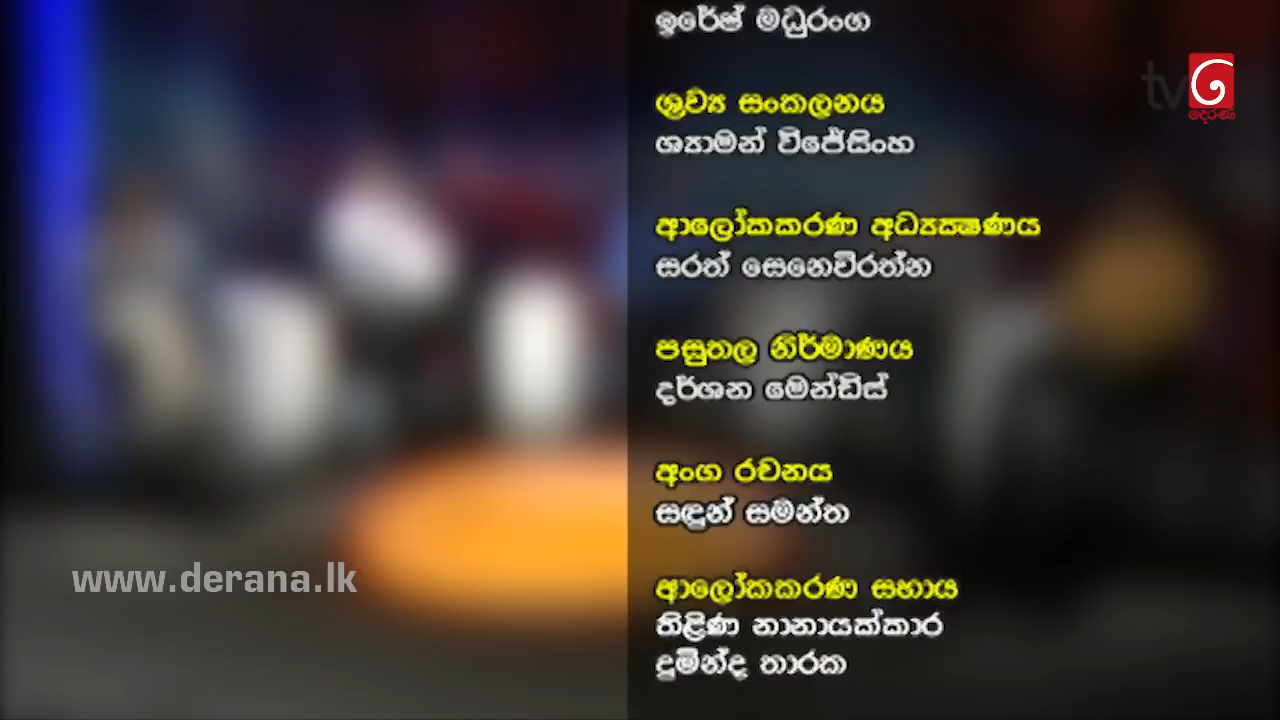 ඉරේෂ් මධුරංග
ශ්‍රව්‍ය සංකලනය
ශ්‍යාමන් විජේසිංහ
ආලෝකකරණ අධ්‍යක්ෂණය
සරත් සෙනෙවිරත්න
පසුතල නිර්මාණය
දර්ශන මෙන්ඩිස්
අංග රචනය
සඳුන් සමන්ත
ආලෝකකරණ සහාය
තිළිණ නානායක්කාර
දුමින්ද තාරක
www.derana.lk
tv
දෙරණ